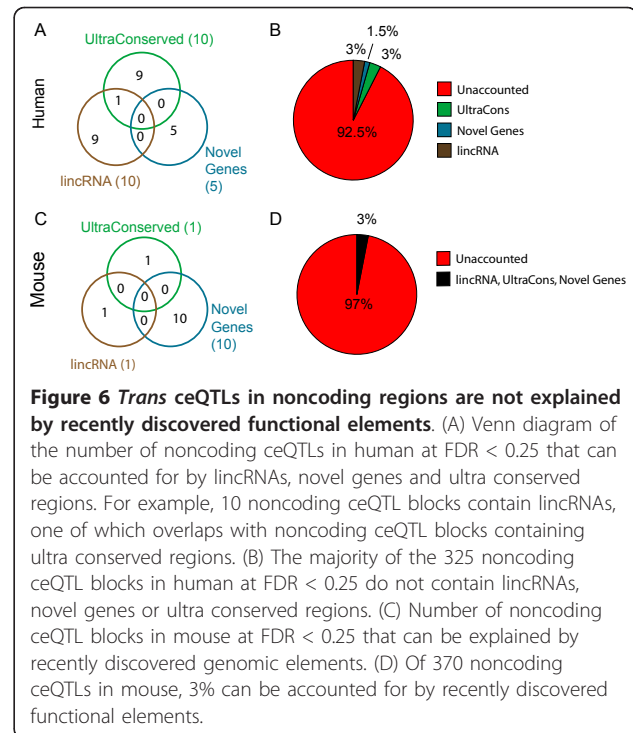 A
UltraConserved (10)
9
1
0
0
0
9
5
lincRNA (10)
Novel
Genes
(5)
Human
B
1.5%
3%
3%
92.5%
Unaccounted
UltraCons
Novel Genes
lincRNA
C
UltraConserved (1)
1
0
0
0
0
1
10
lincRNA (1)
Novel
Genes
(10)
Mouse
D
3%
97%
Unaccounted
lincRNA, UltraCons, Novel Genes
Figure 6 Trans ceQTLs in noncoding regions are not explained
by recently discovered functional elements. (A) Venn diagram of
the number of noncoding ceQTLs in human at FDR < 0.25 that can
be accounted for by lincRNAs, novel genes and ultra conserved
regions. For example, 10 noncoding ceQTL blocks contain lincRNAs,
one of which overlaps with noncoding ceQTL blocks containing
ultra conserved regions. (B) The majority of the 325 noncoding
ceQTL blocks in human at FDR < 0.25 do not contain lincRNAs,
novel genes or ultra conserved regions. (C) Number of noncoding
ceQTL blocks in mouse at FDR < 0.25 that can be explained by
recently discovered genomic elements. (D) Of 370 noncoding
ceQTLs in mouse, 3% can be accounted for by recently discovered
functional elements.